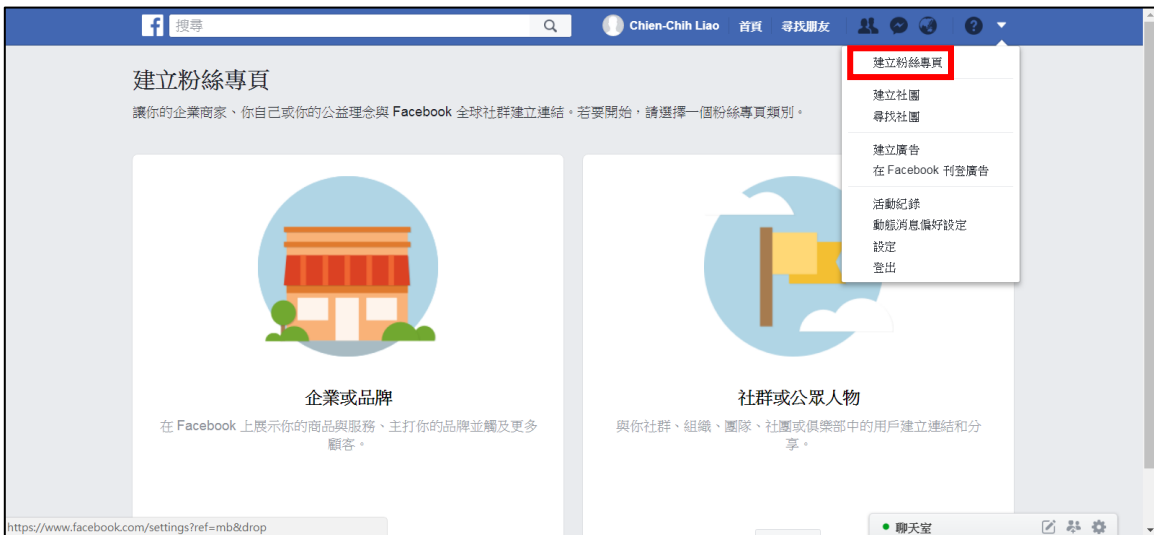 搜尋
Chien-Chih Liao 首頁 尋找朋友
建立粉絲專頁
讓你的企業商家、你自己或你的公益理念與 Facebook 全球社群建立連結。若要開始，請選擇一個粉絲專頁類別。
建立粉絲專頁
建立社團
尋找社團
建立廣告
在 Facebook 刊登廣告
活動紀錄
動態消息偏好設定
設定
登出
企業或品牌
在 Facebook 上展示你的商品與服務、主打你的品牌並觸及更多
顧客。
社群或公眾人物
與你社群、組織、團隊、社團或俱樂部中的用戶建立連結和分
享。
https://www.facebook.com/settings?ref=mb&drop
聊天室